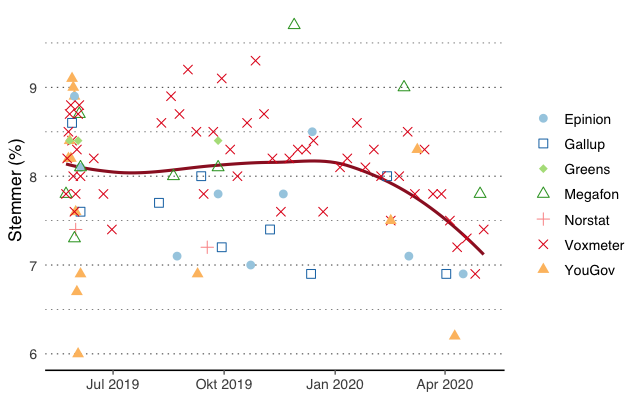 Stemmer (%)
9
8
7
6
Jul 2019
Okt 2019
Jan 2020
Apr 2020
Epinion
Gallup
Greens
Megafon
Norstat
Voxmeter
YouGov